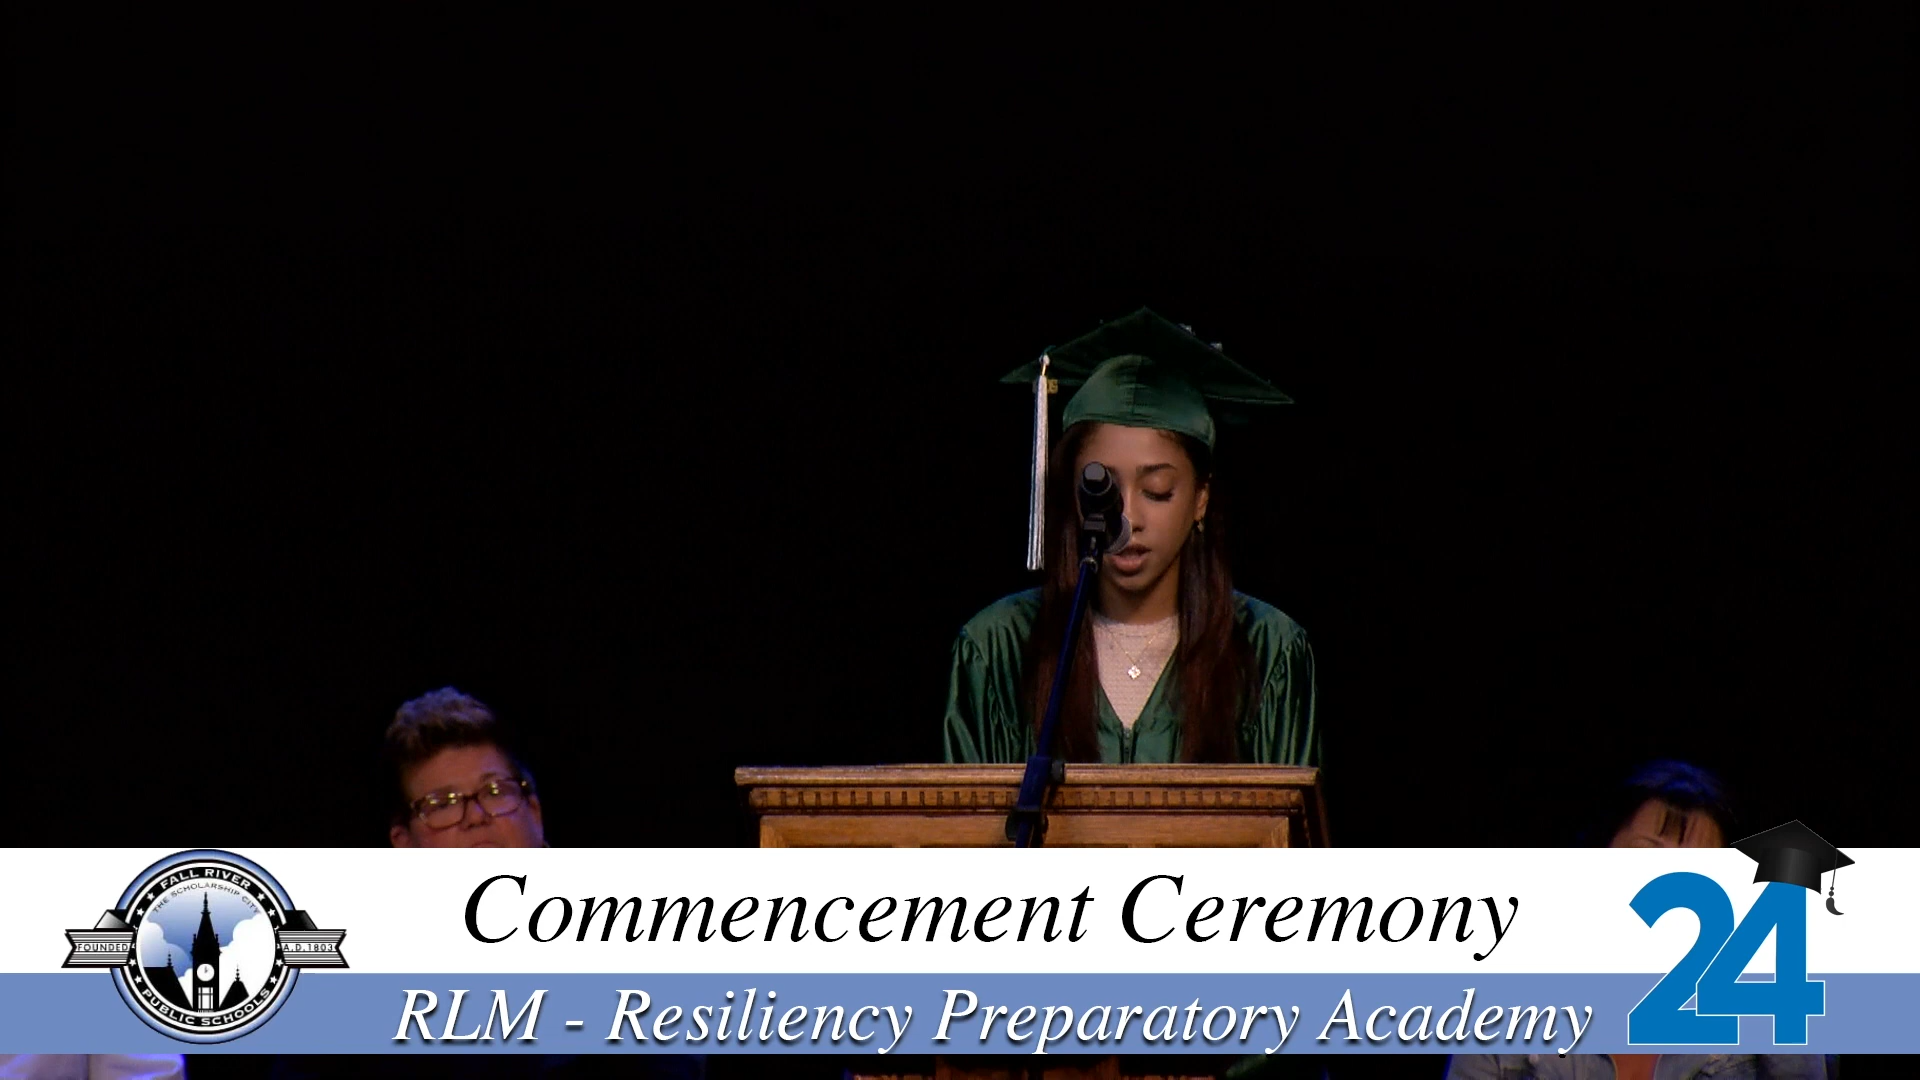 Commencement Ceremony
RLM - Resiliency Preparatory Academy
24
FALL RIVER
THE SCHOLARSHIP CITY
FOUNDED
A.D. 1803
PUBLIC SCHOOLS